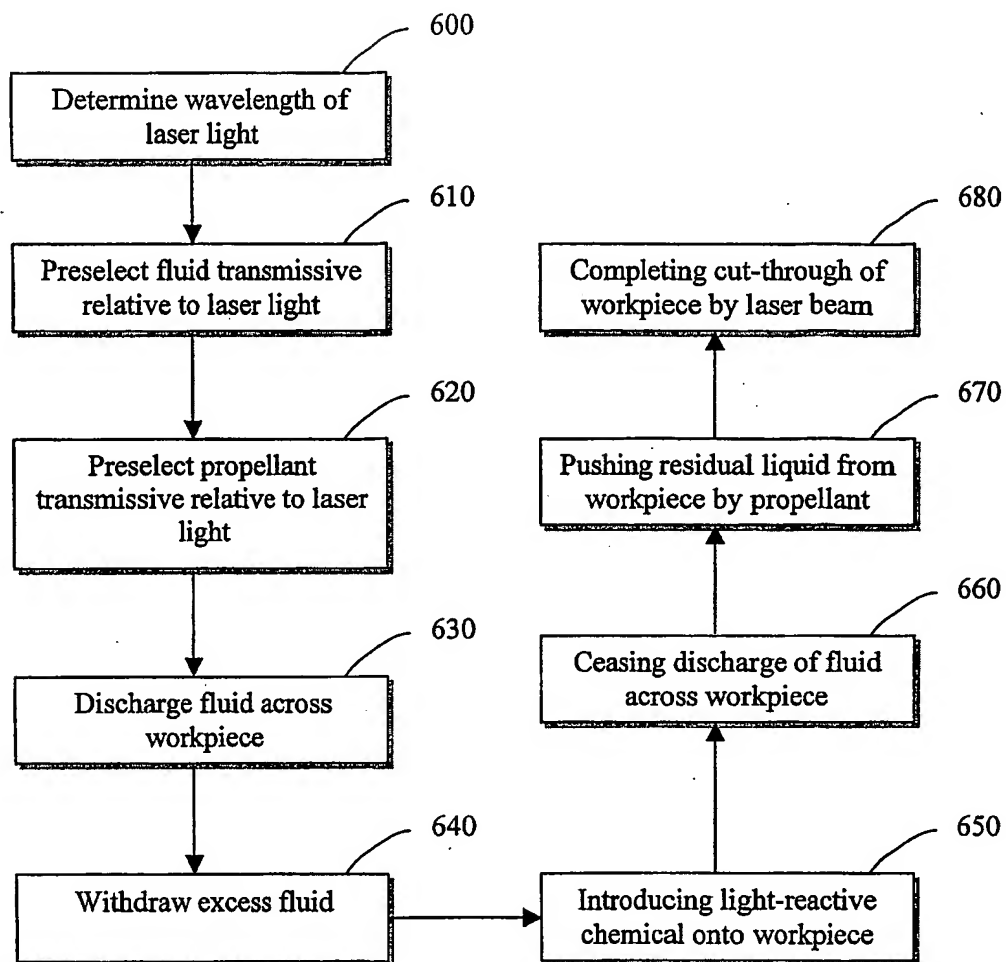 600
Determine wavelength of
laser light
610
Preselect fluid transmissive
relative to laser light
620
Preselect propellant
transmissive relative to laser
light
630
Discharge fluid across
workpiece
640
Withdraw excess fluid
650
Introducing light-reactive
chemical onto workpiece
660
Ceasing discharge of fluid
across workpiece
670
Pushing residual liquid from
workpiece by propellant
680
Completing cut-through of
workpiece by laser beam